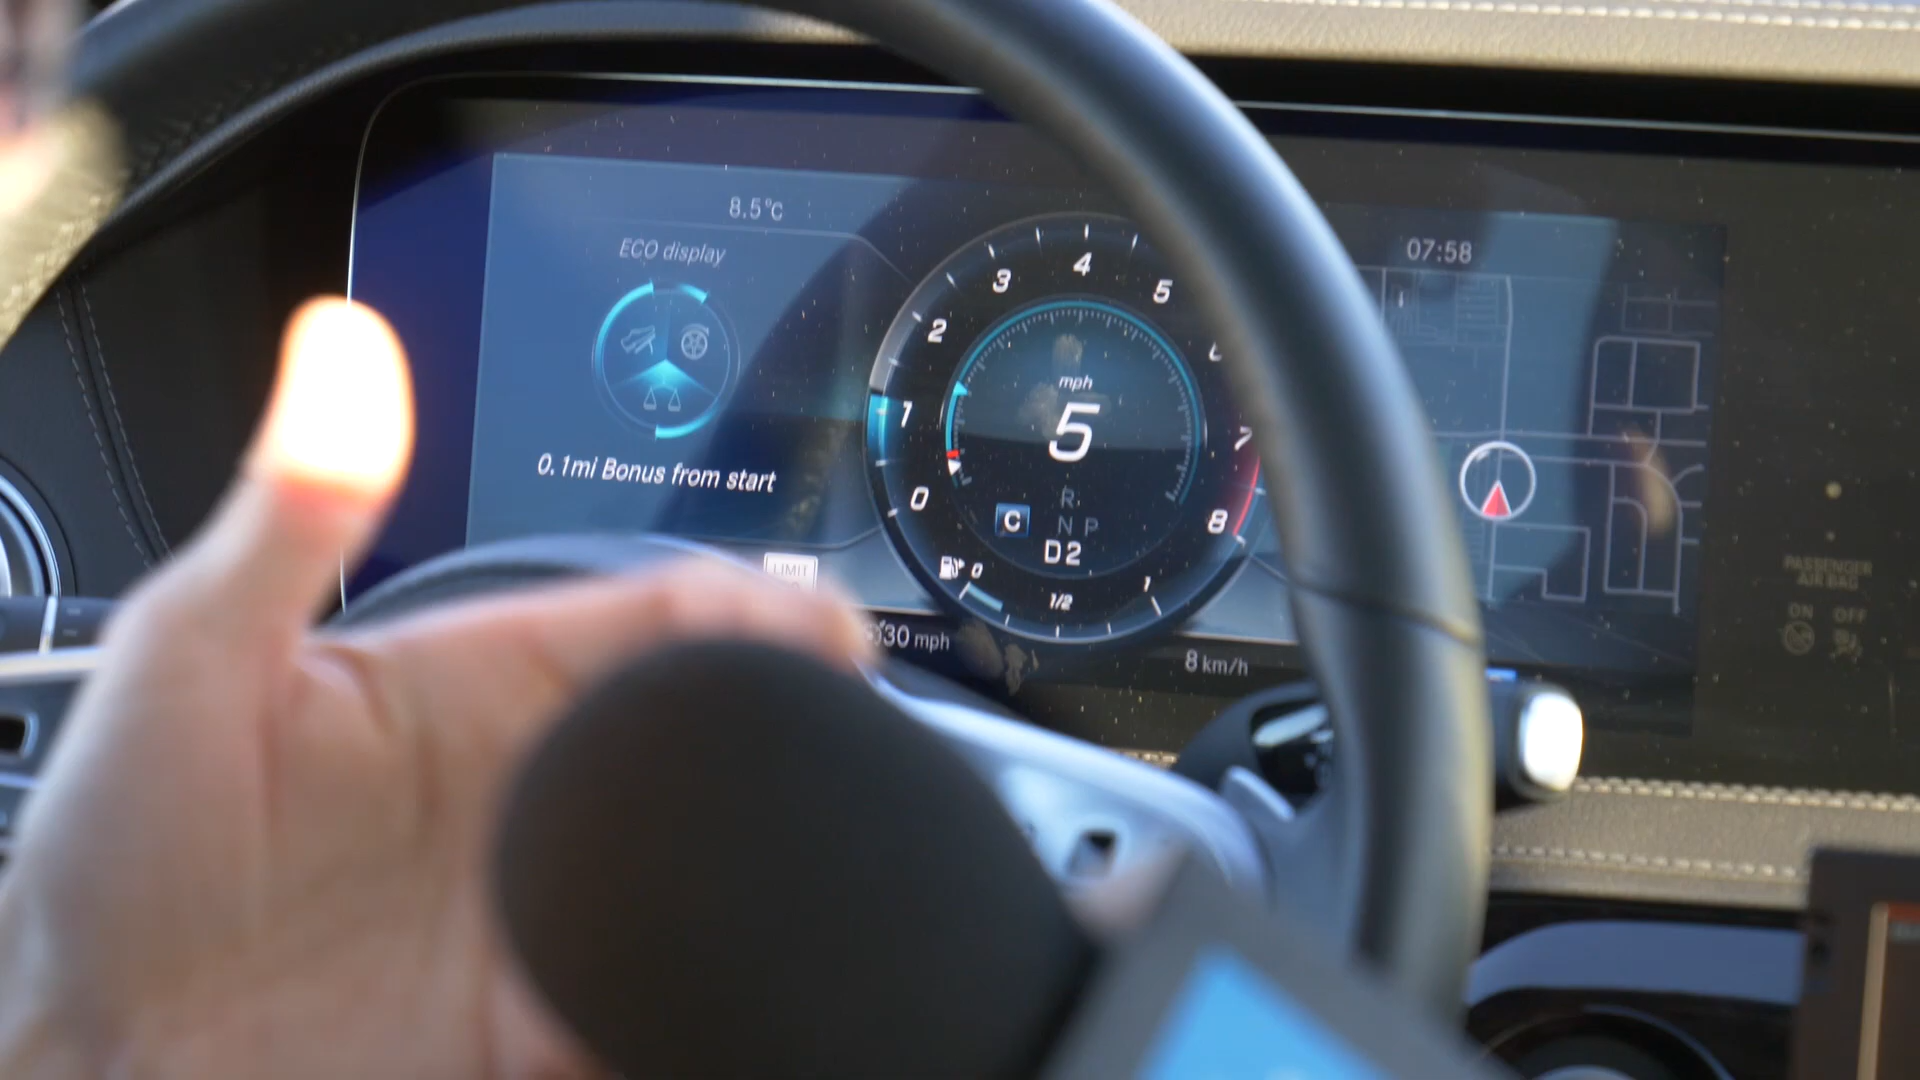 8.5°C
07:58
ECO display
0.1mi Bonus from start
0
1
2
3
4
5
7
8
mph
5
R
N P
C
D2
0
1/2
1
LIMIT
30 mph
8 km/h
PASSENGER
AIR BAG
ON OFF